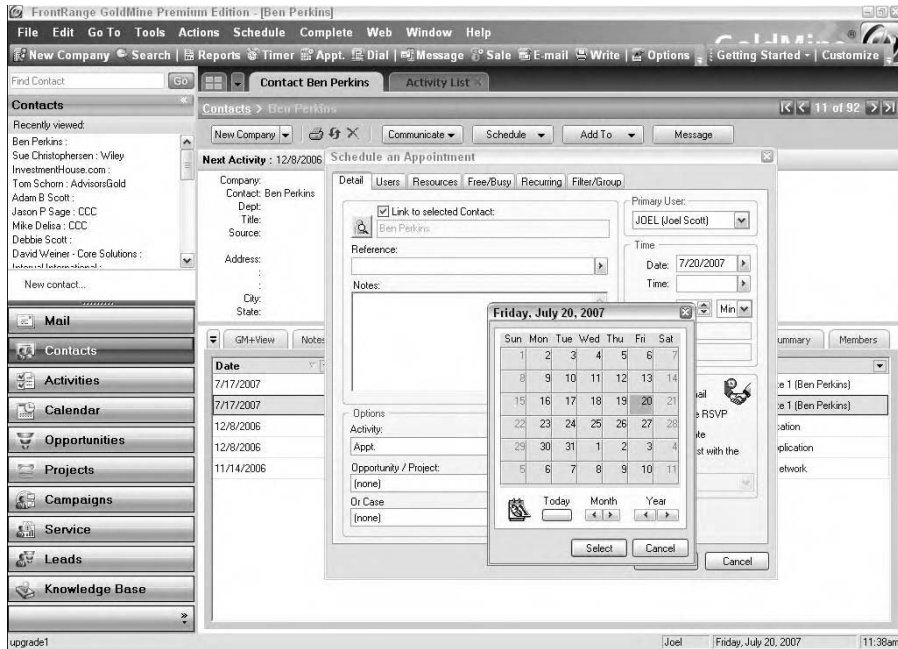 FrontRange GoldMine Premium Edition - [Ben Perkins]
File Edit Go To Tools Actions Schedule Complete Web Window Help
New Company Search Reports Timer Appt. Dial Message Sale E-mail Write Options Getting Started Customize
Find Contact Go Contact Ben Perkins Activity List
Contacts
Contacts > Ben Perkins 11 of 92
Recently viewed:
Ben Perkins :
Sue Christophersen : Wiley
InvestmentHouse.com :
Tom Schorn : AdvisorsGold
Adam B Scott :
Jason P Sage : CCC
Mike Delisa : CCC
Debbie Scott :
David Weiner - Core Solutions :
Interval International :
New contact...
Mail
Contacts
Activities
Calendar
Opportunities
Projects
Campaigns
Service
Leads
Knowledge Base
upgrade1
New Company Communicate Schedule Add To Message
Next Activity : 12/8/2006
Company:
Contact: Ben Perkins
Dept:
Title:
Source:
Address:
:
:
City:
State:
GM+View Notes Members
Date
7/17/2007
7/17/2007
12/8/2006
12/8/2006
11/14/2006
Schedule an Appointment
Detail Users Resources Free/Busy Recurring Filter/Group
Link to selected Contact:
Ben Perkins
Reference:
Notes:
Options
Activity:
Appt.
Opportunity / Project:
(none)
Or Case
(none)
Primary User:
JOEL (Joel Scott)
Time
Date: 7/20/2007
Time:
Min
RSVP
st with the
Cancel
Friday, July 20, 2007
Sun Mon Tue Wed Thu Fri Sat
1 2 3 4 5 6 7
8 9 10 11 12 13 14
15 16 17 18 19 20 21
22 23 24 25 26 27 28
29 30 31 1 2 3 4
5 6 7 8 9 10 11
Today Month Year
Select Cancel
e 1 (Ben Perkins)
e 1 (Ben Perkins)
Joel Friday, July 20, 2007 11:38am